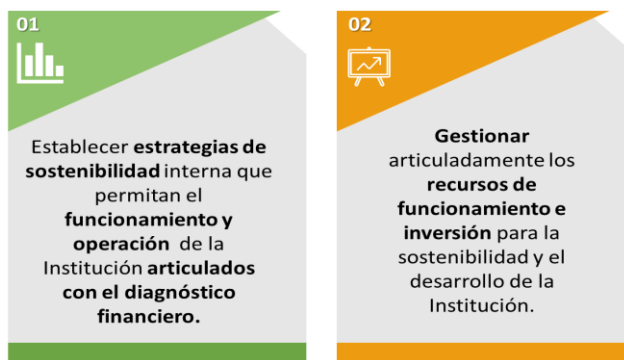 01
Establecer estrategias de
sostenibilidad interna que
permitan el
funcionamiento y
operación de la
Institución articulados
con el diagnóstico
financiero.
02
Gestionar
articuladamente los
recursos de
funcionamiento e
inversión para la
sostenibilidad y el
desarrollo de la
Institución.